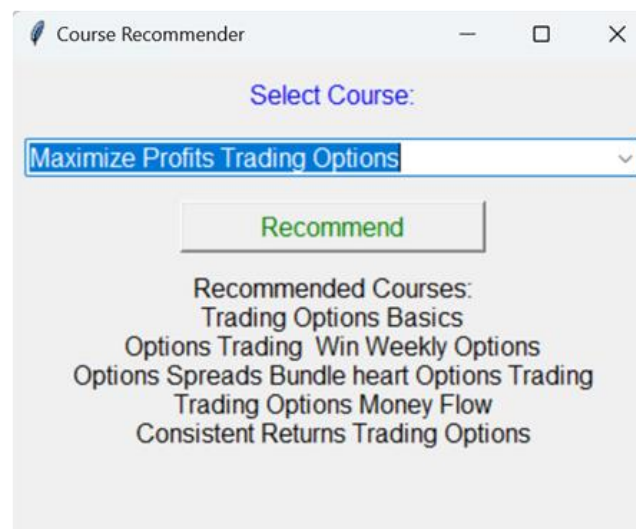 Course Recommender
Select Course:
Maximize Profits Trading Options
Recommend
Recommended Courses:
Trading Options Basics
Options Trading  Win Weekly Options
Options Spreads Bundle heart Options Trading
Trading Options Money Flow
Consistent Returns Trading Options